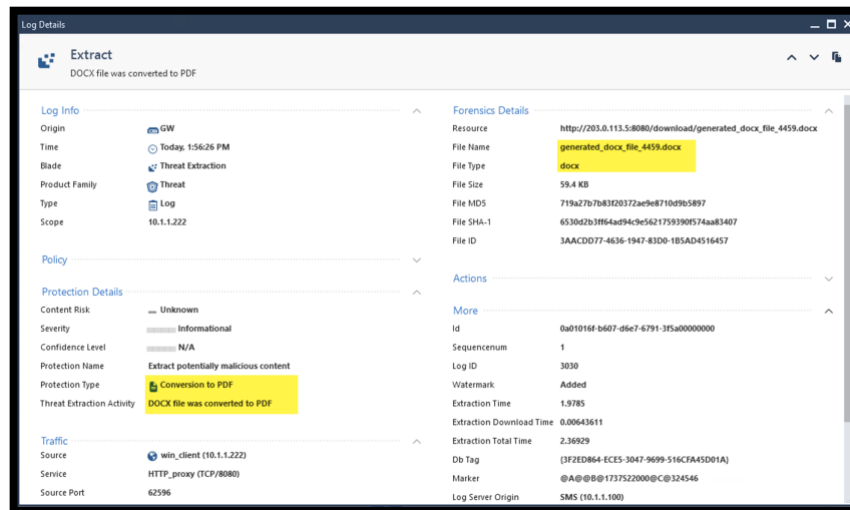 Log Details
Extract
DOCX file was converted to PDF
Log Info
Origin GW
Time Today, 1:56:26 PM
Blade Threat Extraction
Product Family Threat
Type Log
Scope 10.1.1.222
Policy
Protection Details
Content Risk Unknown
Severity Informational
Confidence Level N/A
Protection Name Extract potentially malicious content
Protection Type Conversion to PDF
Threat Extraction Activity DOCX file was converted to PDF
Traffic
Source win_client (10.1.1.222)
Service HTTP_proxy (TCP/8080)
Source Port 62596
Forensics Details
Resource http://203.0.113.5:8080/download/generated_docx_file_4459.docx
File Name generated_docx_file_4459.docx
File Type docx
File Size 59.4 KB
File MD5 719a27b7b83f20372ae9e8710d9b5897
File SHA-1 6530d2b3ff64ad94c9e5621759390f574aa83407
File ID 3AACDD77-4636-1947-83D0-1B5AD4516457
Actions
More
Id 0a01016f-b607-d6e7-6791-3f5a00000000
Sequencenum 1
Log ID 3030
Watermark Added
Extraction Time 1.9785
Extraction Download Time 0.00643611
Extraction Total Time 2.36929
Db Tag {3F2ED864-ECE5-3047-9699-516CFA45D01A}
Marker @A@@B@1737522000@C@324546
Log Server Origin SMS (10.1.1.100)